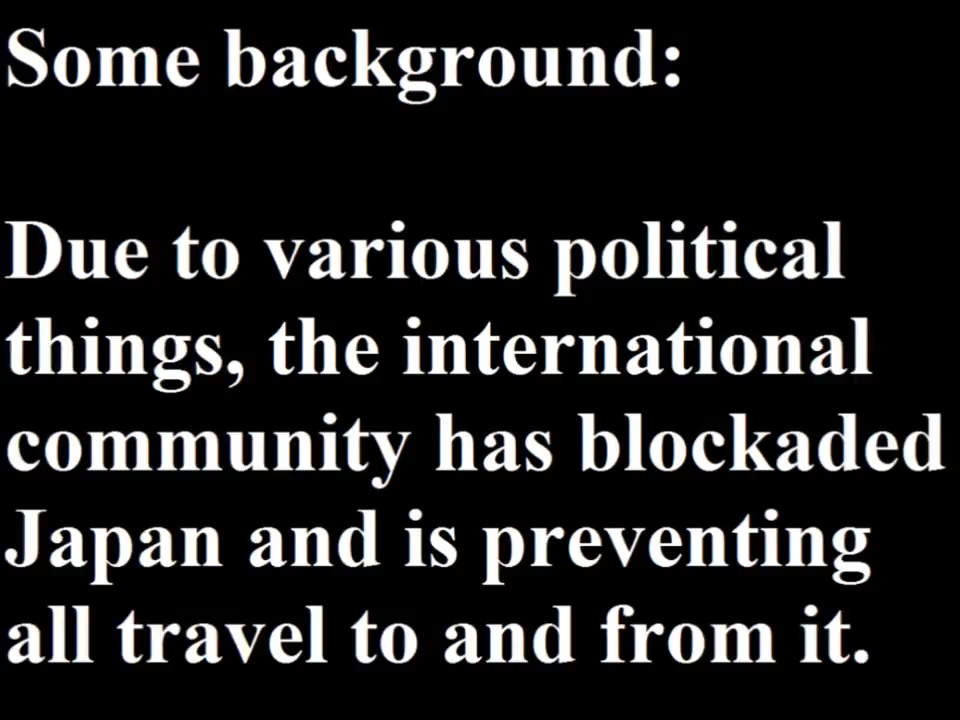 Some background:
Due to various political
things, the international
community has blockaded
Japan and is preventing
all travel to and from it.